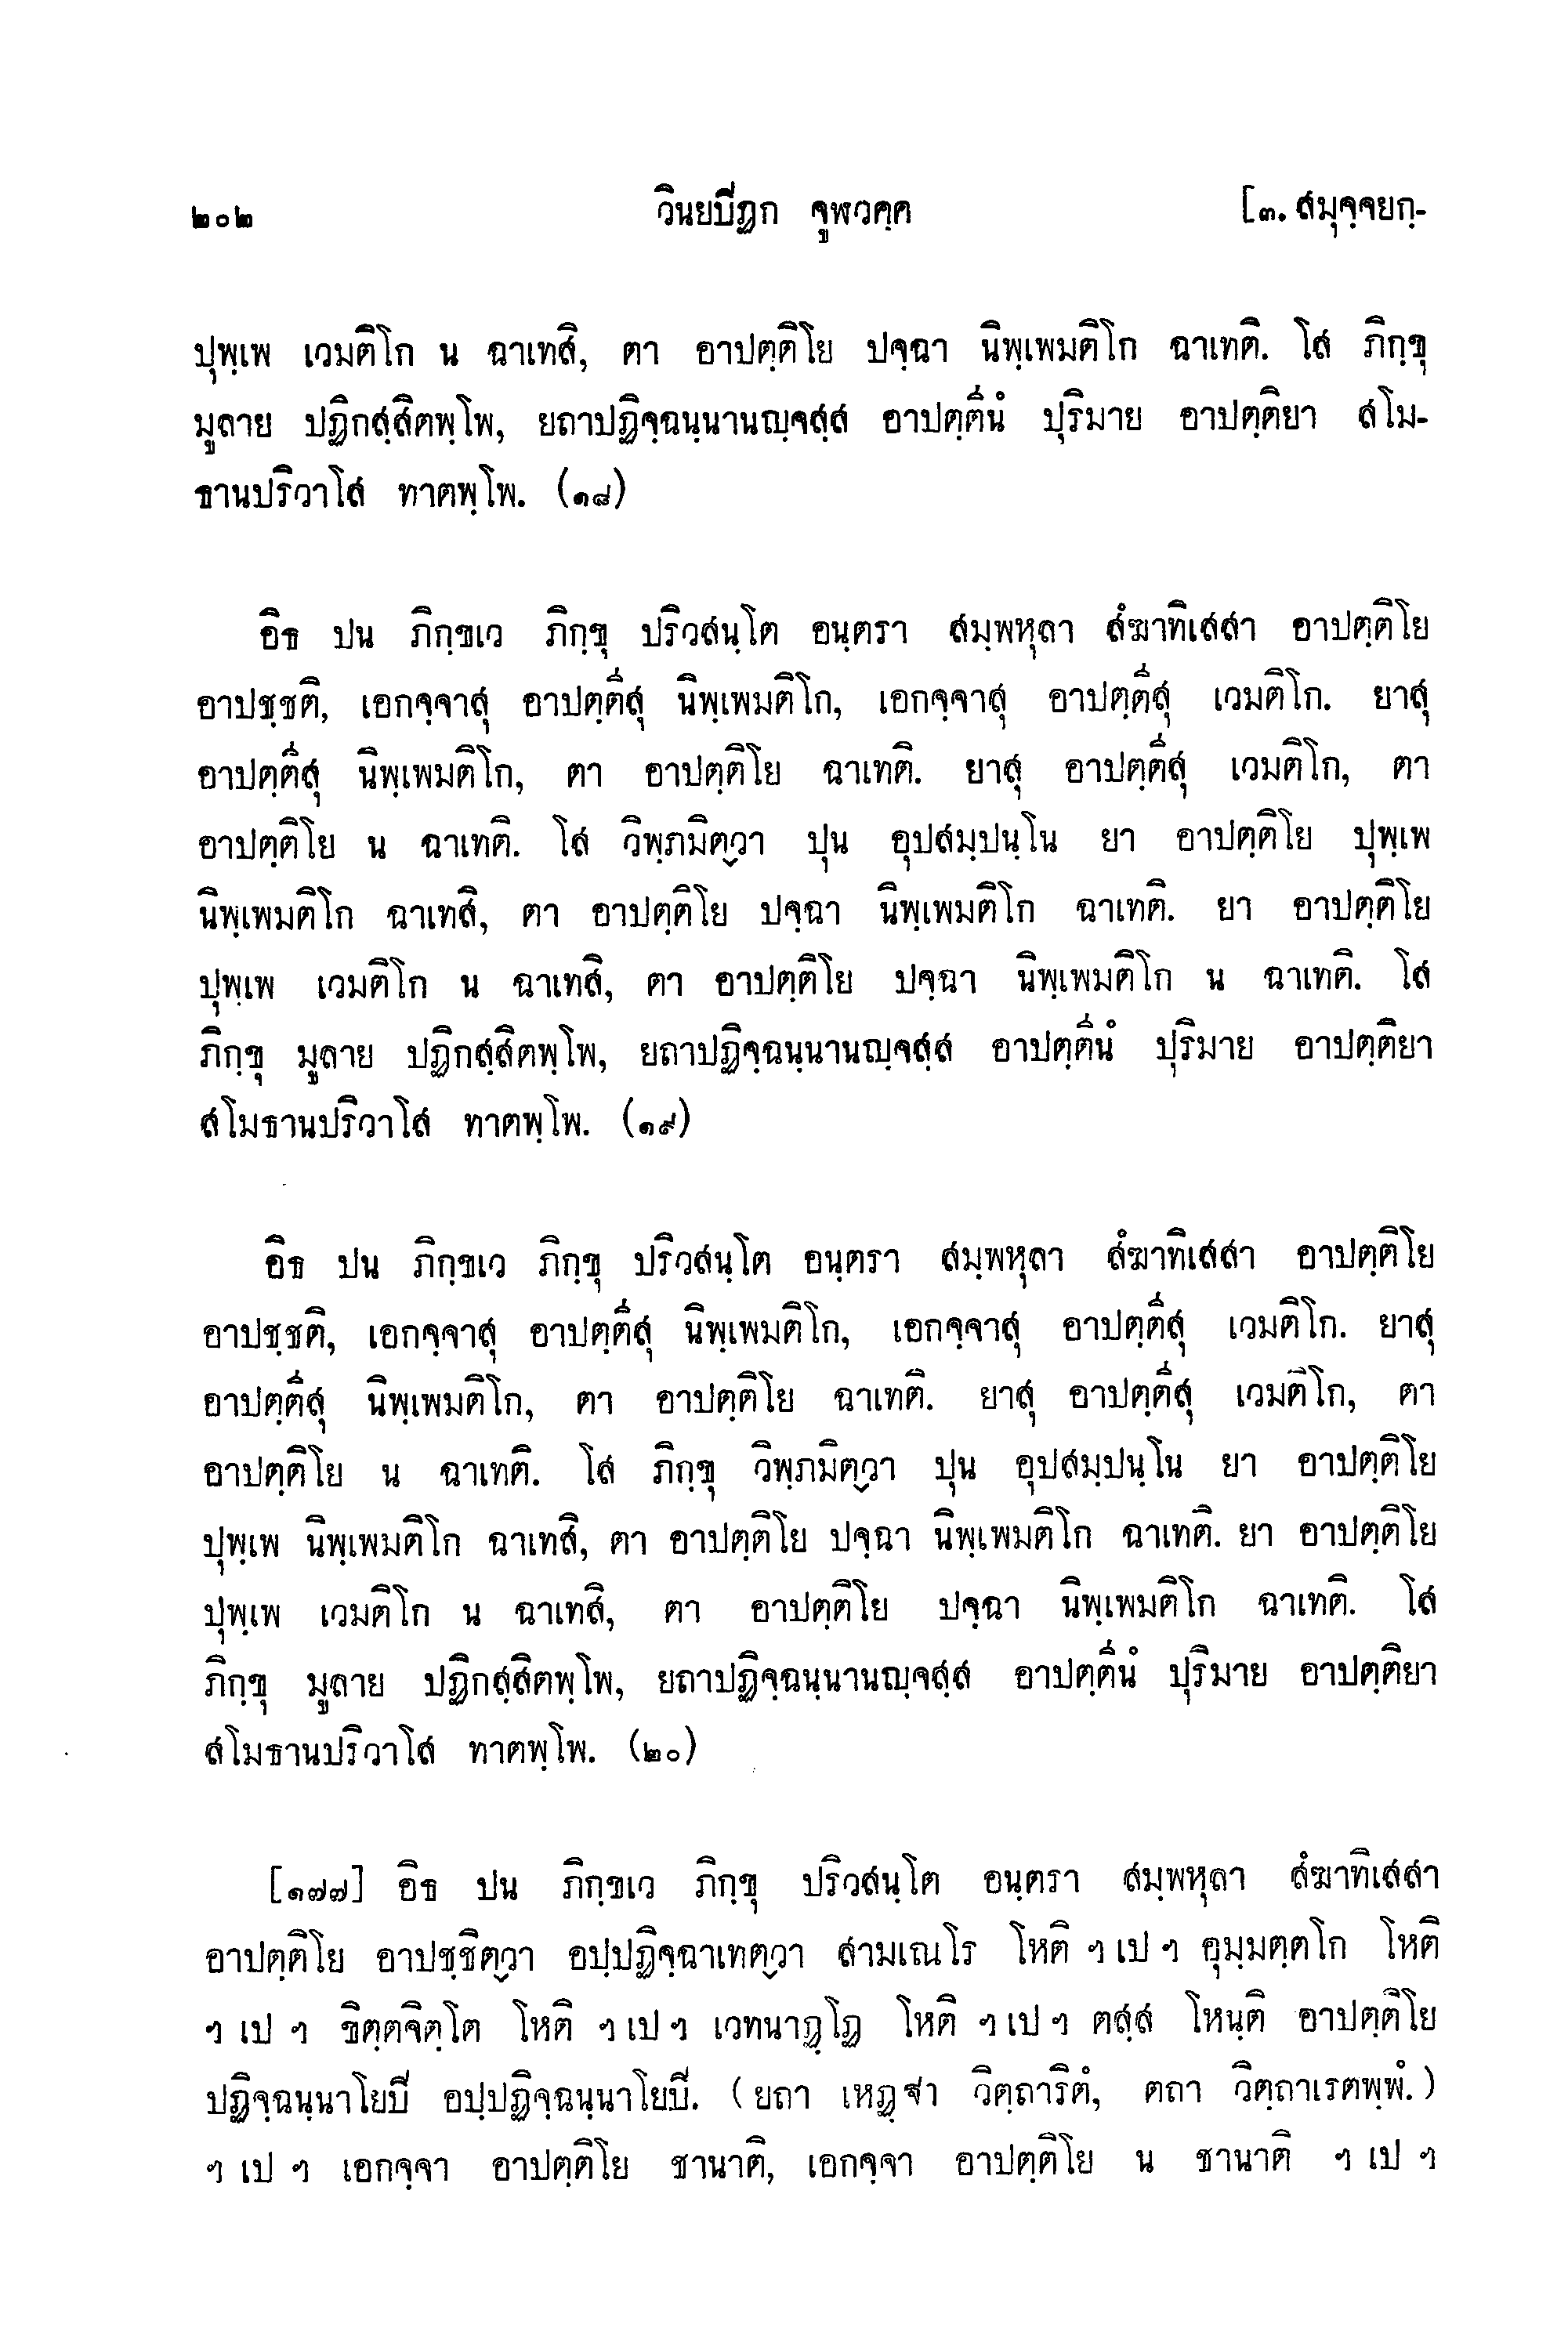 ๒๐๒ วินยปีฏก จูฬวคฺค [๓. สมุจฺจยกฺ-
ปุพฺเพ เวมติโก น ฉาเทสิ, ตา อาปตฺติโย ปจฺฉา นิพฺเพมติโก ฉาเทติ. โส ภิกฺขุ
มูลาย ปฏิกสฺสิตพฺโพ, ยถาปฏิจฺฉนฺนานญฺจสฺส อาปตฺตีนํ ปุริมาย อาปตฺติยา สโม-
ธานปริวาโส ทาตพฺโพ. (๑๘)
อิธ ปน ภิกฺขเว ภิกฺขุ ปริวสนฺโต อนฺตรา สมฺพหุลา สํฆาทิเสสา อาปตฺติโย
อาปชฺชติ, เอกจฺจาสุ อาปตฺตีสุ นิพฺเพมติโก, เอกจฺจาสุ อาปตฺตีสุ เวมติโก. ยาสุ
อาปตฺตีสุ นิพฺเพมติโก, ตา อาปตฺติโย ฉาเทติ. ยาสุ อาปตฺตีสุ เวมติโก, ตา
อาปตฺติโย น ฉาเทติ. โส วิพฺภมิตฺวา ปุน อุปสมฺปนฺโน ยา อาปตฺติโย ปุพฺเพ
นิพฺเพมติโก ฉาเทสิ, ตา อาปตฺติโย ปจฺฉา นิพฺเพมติโก ฉาเทติ. ยา อาปตฺติโย
ปุพฺเพ เวมติโก น ฉาเทสิ, ตา อาปตฺติโย ปจฺฉา นิพฺเพมติโก น ฉาเทติ. โส
ภิกฺขุ มูลาย ปฏิกสฺสิตพฺโพ, ยถาปฏิจฺฉนฺนานญฺจสฺส อาปตฺตีนํ ปุริมาย อาปตฺติยา
สโมธานปริวาโส ทาตพฺโพ. (๑๙)
อิธ ปน ภิกฺขเว ภิกฺขุ ปริวสนฺโต อนฺตรา สมฺพหุลา สํฆาทิเสสา อาปตฺติโย
อาปชฺชติ, เอกจฺจาสุ อาปตฺตีสุ นิพฺเพมติโก, เอกจฺจาสุ อาปตฺตีสุ เวมติโก. ยาสุ
อาปตฺตีสุ นิพฺเพมติโก, ตา อาปตฺติโย ฉาเทติ. ยาสุ อาปตฺตีสุ เวมติโก, ตา
อาปตฺติโย น ฉาเทติ. โส ภิกฺขุ วิพฺภมิตฺวา ปุน อุปสมฺปนฺโน ยา อาปตฺติโย
ปุพฺเพ นิพฺเพมติโก ฉาเทสิ, ตา อาปตฺติโย ปจฺฉา นิพฺเพมติโก ฉาเทติ. ยา อาปตฺติโย
ปุพฺเพ เวมติโก น ฉาเทสิ, ตา อาปตฺติโย ปจฺฉา นิพฺเพมติโก ฉาเทติ. โส
ภิกฺขุ มูลาย ปฏิกสฺสิตพฺโพ, ยถาปฏิจฺฉนฺนานญฺจสฺส อาปตฺตีนํ ปุริมาย อาปตฺติยา
สโมธานปริวาโส ทาตพฺโพ. (๒๐)
[๑๗๗] อิธ ปน ภิกฺขเว ภิกฺขุ ปริวสนฺโต อนฺตรา สมฺพหุลา สํฆาทิเสสา
อาปตฺติโย อาปชฺชิตฺวา อปฺปฏิจฺฉาเทตฺวา สามเณโร โหติ ฯ เป ฯ อุมฺมตฺตโก โหติ
ฯ เป ฯ ขิตฺตจิตฺโต โหติ ฯ เป ฯ เวทนาฏฺโฏ โหติ ฯ เป ฯ ตสฺส โหนฺติ อาปตฺติโย
ปฏิจฺฉนฺนาโยปี อปฺปฏิจฺฉนฺนาโยปี. (ยถา เหฏฺฐา วิตฺถาริตํ, ตถา วิตฺถาเรตพฺพํ.)
ฯ เป ฯ เอกจฺจา อาปตฺติโย ชานาติ, เอกจฺจา อาปตฺติโย น ชานาติ ฯ เป ฯ